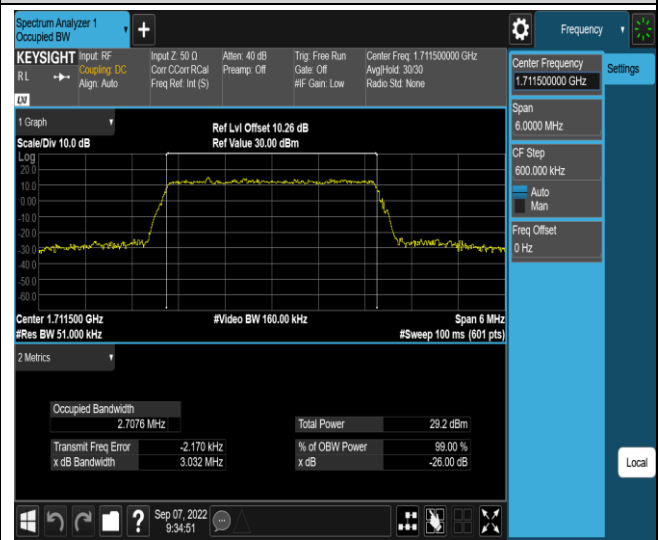 Spectrum Analyzer 1
Occupied BW
Frequency
KEYSIGHT
R L
LXI
Input: RF
Coupling: DC
Align: Auto
Input Z: 50 Ω
Corr CCorr RCal
Freq Ref: Int (S)
Atten: 40 dB
Preamp: Off
Trig: Free Run
Gate: Off
#IF Gain: Low
Center Freq: 1.711500000 GHz
Avg|Hold: 30/30
Radio Std: None
Center Frequency
1.711500000 GHz
Settings
Span
6.0000 MHz
CF Step
600.000 kHz
Auto
Man
Freq Offset
0 Hz
Local
1 Graph
Scale/Div 10.0 dB
Ref Lvl Offset 10.26 dB
Ref Value 30.00 dBm
Log
20.0
10.0
0.00
-10.0
-20.0
-30.0
-40.0
-50.0
-60.0
Center 1.711500 GHz
#Video BW 160.00 kHz
Span 6 MHz
#Res BW 51.000 kHz
#Sweep 100 ms (601 pts)
2 Metrics
Occupied Bandwidth
2.7076 MHz
Total Power 29.2 dBm
Transmit Freq Error -2.170 kHz
% of OBW Power 99.00 %
x dB Bandwidth 3.032 MHz
x dB -26.00 dB
?
Sep 07, 2022
9:34:51